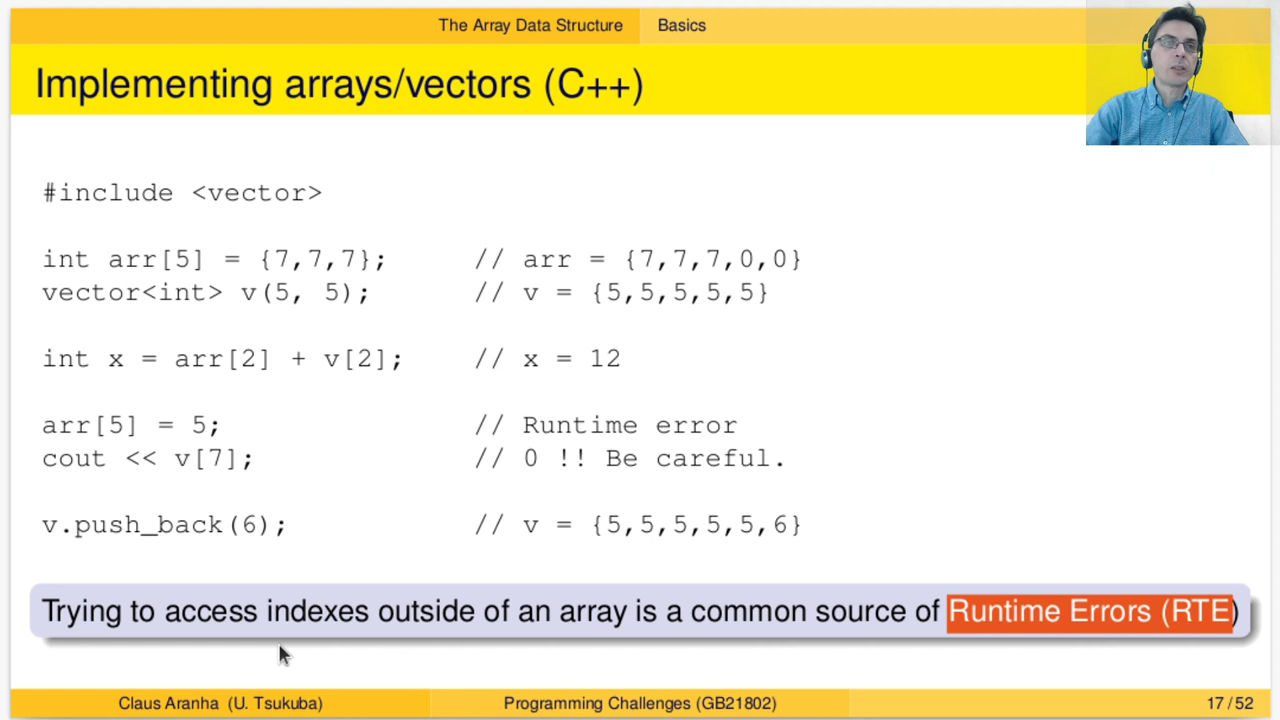 The Array Data Structure Basics
Implementing arrays/vectors (C++)
#include <vector>
int arr[5] = {7,7,7}; // arr = {7,7,7,0,0}
vector<int> v(5, 5); // v = {5,5,5,5,5}
int x = arr[2] + v[2]; // x = 12
arr[5] = 5; // Runtime error
cout << v[7]; // 0 !! Be careful.
v.push_back(6); // v = {5,5,5,5,5,6}
Trying to access indexes outside of an array is a common source of Runtime Errors (RTE)
Claus Aranha (U. Tsukuba) Programming Challenges (GB21802) 17 / 52